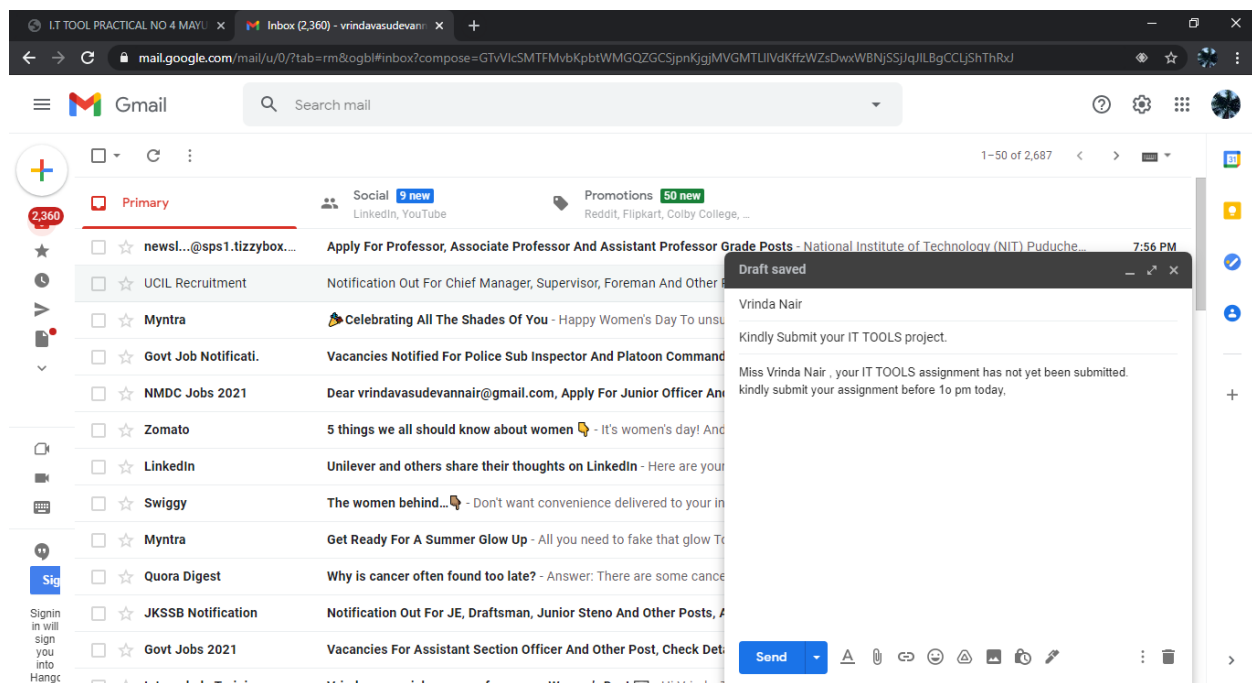 I.T TOOL PRACTICAL NO 4 MAYU
Inbox (2,360) - vrindavasudevann
mail.google.com/mail/u/0/?tab=rm&ogbl#inbox?compose=
Gmail
Search mail
1–50 of 2,687
31
2,360
Primary
Social 9 new
LinkedIn, YouTube
Promotions 50 new
Reddit, Flipkart, Colby College, ...
newsl...@sps1.tizzybox.... Apply For Professor, Associate Professor And Assistant Professor Grade Posts - National Institute of Technology (NIT) Puduche... 7:56 PM
UCIL Recruitment Notification Out For Chief Manager, Supervisor, Foreman And Other
Myntra Celebrating All The Shades Of You - Happy Women's Day To unsu
Govt Job Notificati. Vacancies Notified For Police Sub Inspector And Platoon Command
NMDC Jobs 2021 Dear vrindavasudevannair@gmail.com, Apply For Junior Officer An
Zomato 5 things we all should know about women - It's women's day! And
LinkedIn Unilever and others share their thoughts on LinkedIn - Here are your
Swiggy The women behind... - Don't want convenience delivered to your in
Myntra Get Ready For A Summer Glow Up - All you need to fake that glow To
Quora Digest Why is cancer often found too late? - Answer: There are some cance
JKSSB Notification Notification Out For JE, Draftsman, Junior Steno And Other Posts, A
Govt Jobs 2021 Vacancies For Assistant Section Officer And Other Post, Check Det
Sig
Signin
in will
sign
you
into
Hangc
Draft saved
Vrinda Nair
Kindly Submit your IT TOOLS project.
Miss Vrinda Nair , your IT TOOLS assignment has not yet been submitted.
kindly submit your assignment before 1o pm today,
Send